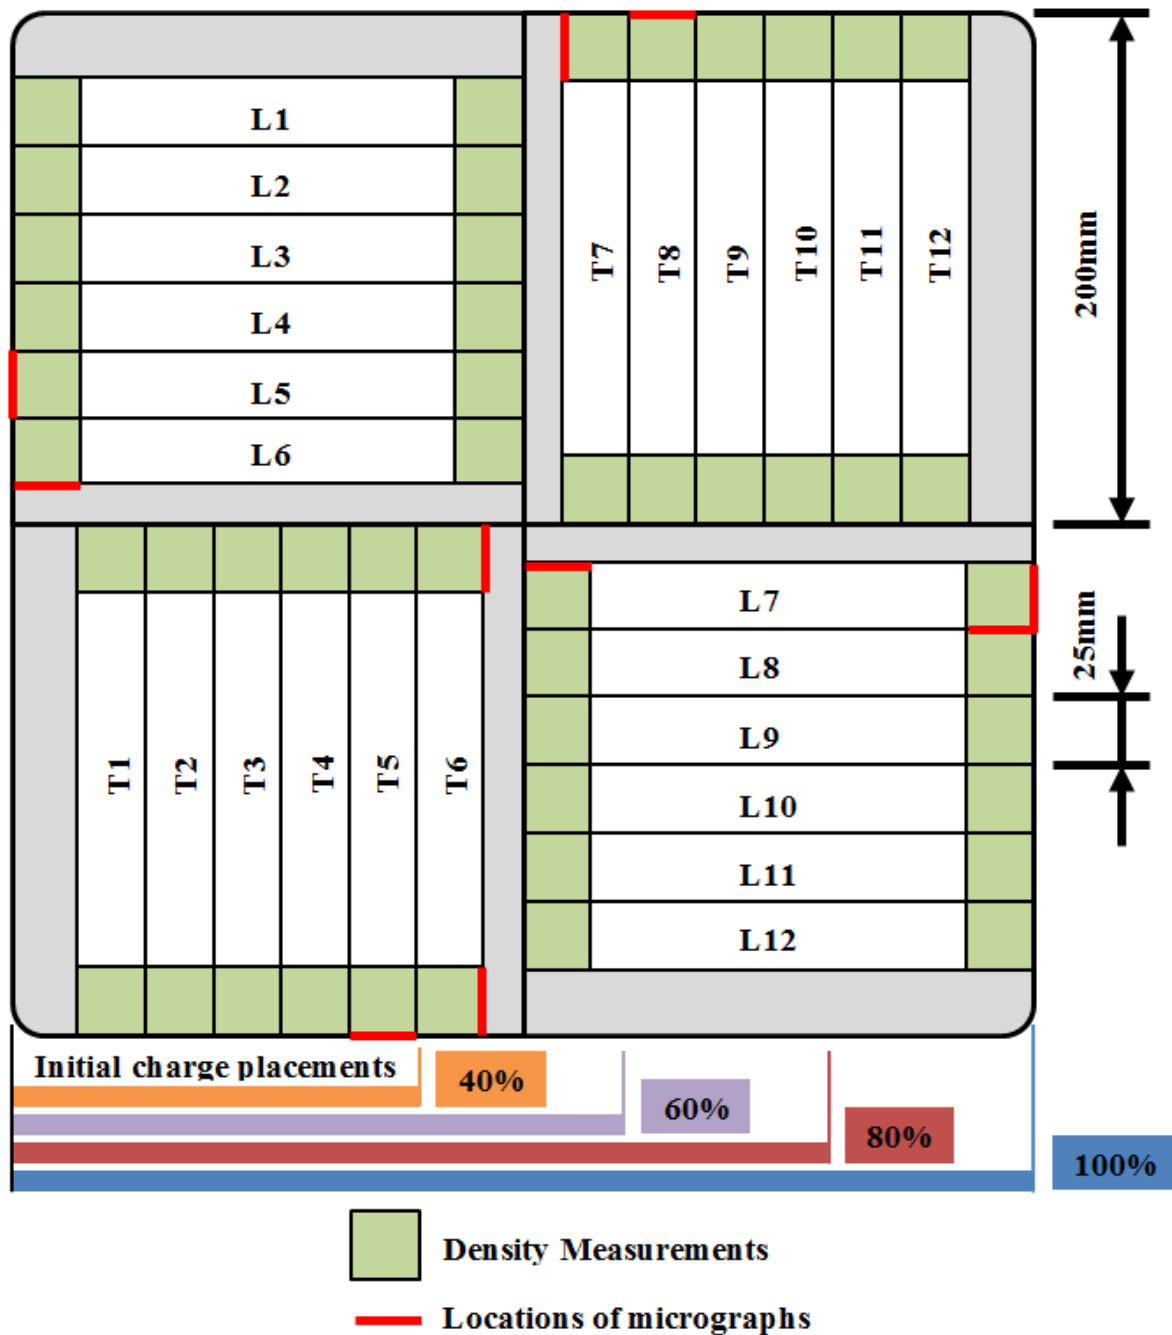 L1
L2
L3
L4
L5
L6
T7
T8
T9
T10
T11
T12
200mm
T1
T2
T3
T4
T5
T6
L7
L8
L9
L10
L11
L12
25mm
Initial charge placements
40%
60%
80%
100%
Density Measurements
Locations of micrographs